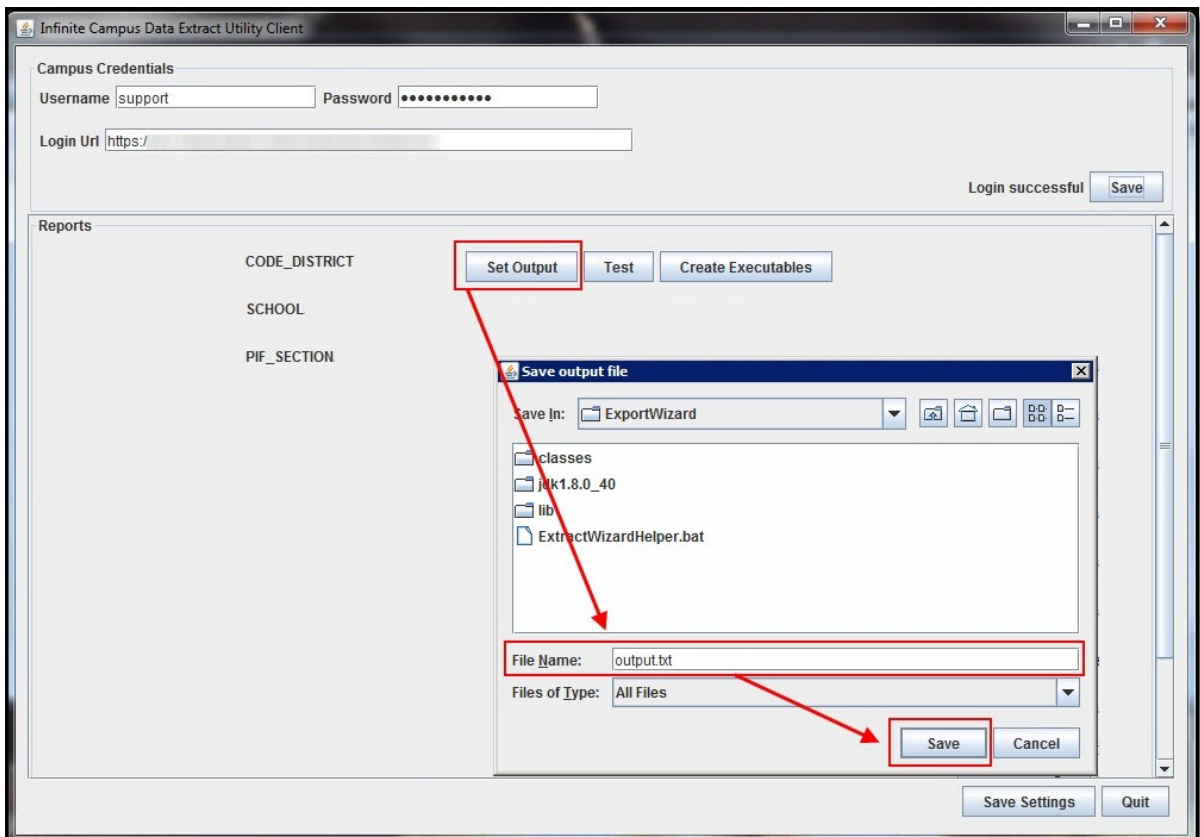 Infinite Campus Data Extract Utility Client
Campus Credentials
Username support Password •••••••••••
Login Url https:/
Login successful Save
Reports
CODE_DISTRICT Set Output Test Create Executables
SCHOOL
PIF_SECTION
Save output file
Save In: ExportWizard
classes
jdk1.8.0_40
lib
ExtractWizardHelper.bat
File Name: output.txt
Files of Type: All Files
Save Cancel
Save Settings Quit